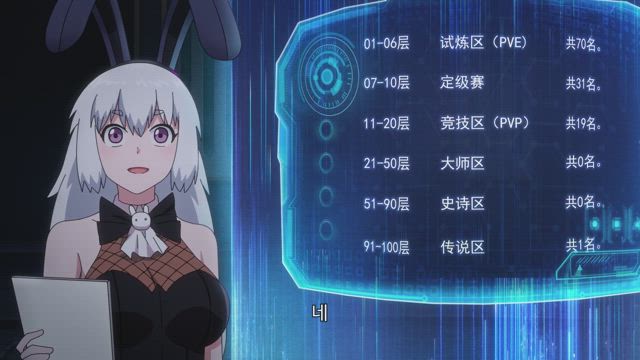 01-06层 试炼区（PVE） 共70名。
07-10层 定级赛 共31名。
11-20层 竞技区（PVP） 共19名。
21-50层 大师区 共0名。
51-90层 史诗区 共0名。
91-100层 传说区 共1名。
네